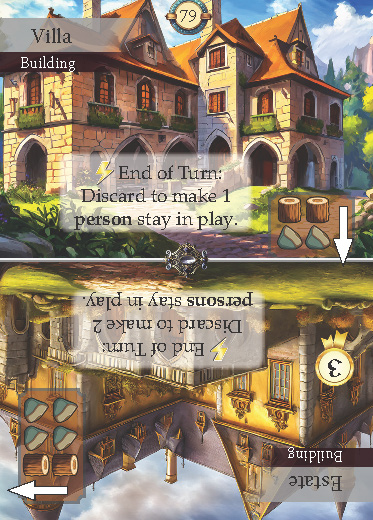 79
Villa
Building
End of Turn:
Discard to make 1
person stay in play.
Estate
Building
3
End of Turn:
Discard to make 2
persons stay in play.